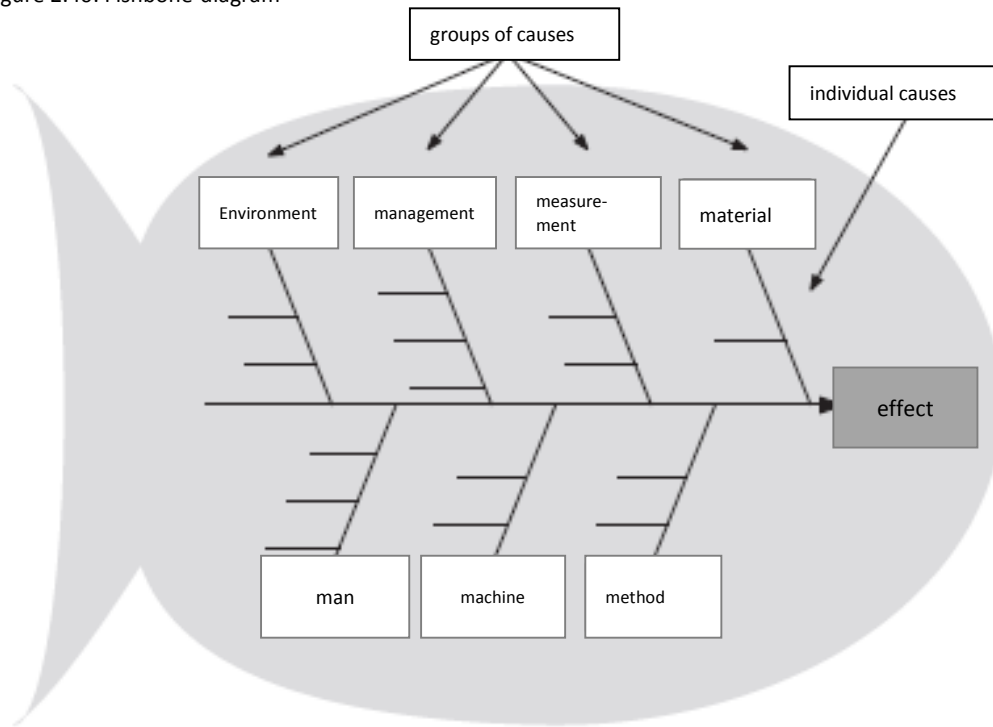 Fishbone diagram
groups of causes
individual causes
Environment
management
measure-
ment
material
effect
man
machine
method